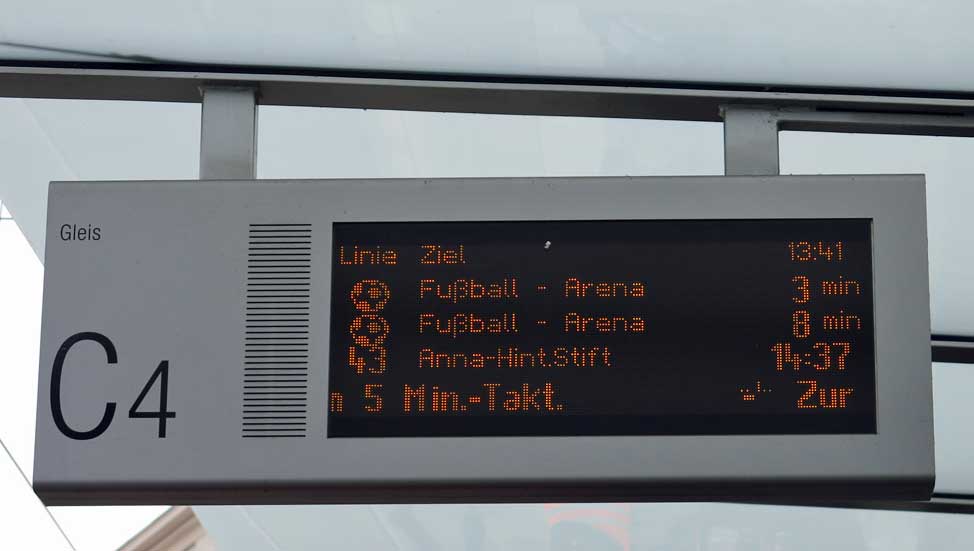 Gleis
C4
Linie Ziel 13:41
Fußball - Arena 3 min
Fußball - Arena 8 min
43 Anna-Hint.Stift 14:37
n 5 Min.-Takt. Zur